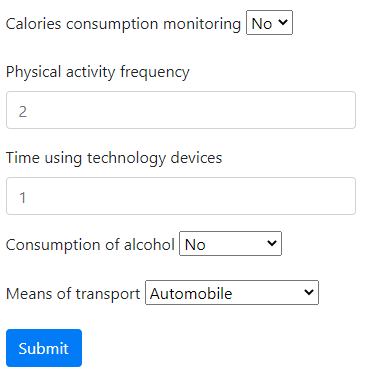 Calories consumption monitoring No
Physical activity frequency
2
Time using technology devices
1
Consumption of alcohol No
Means of transport Automobile
Submit